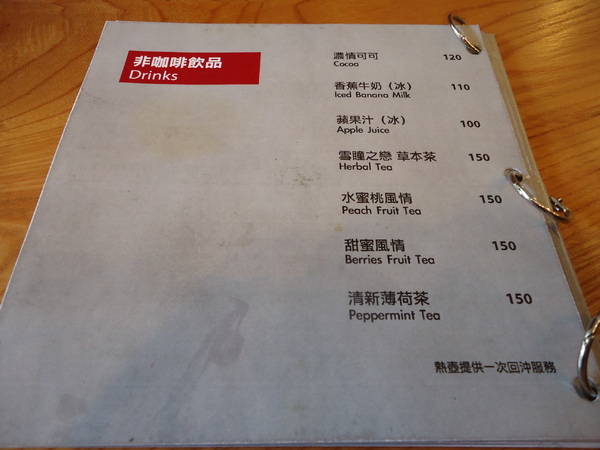 非咖啡飲品
Drinks
濃情可可 120
Cocoa
香蕉牛奶（冰） 110
Iced Banana Milk
蘋果汁（冰） 100
Apple Juice
雪瞳之戀 草本茶 150
Herbal Tea
水蜜桃風情 150
Peach Fruit Tea
甜蜜風情 150
Berries Fruit Tea
清新薄荷茶 150
Peppermint Tea
熱壺提供一次回沖服務